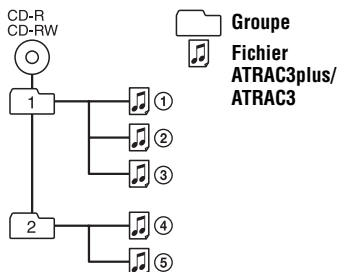 CD-R
CD-RW
Groupe
Fichier
ATRAC3plus/
ATRAC3
1
①
②
③
2
④
⑤